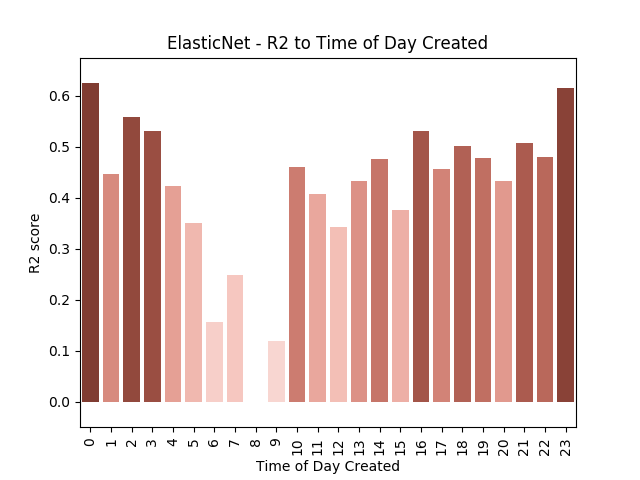 ElasticNet - R2 to Time of Day Created
R2 score
0.6
0.5
0.4
0.3
0.2
0.1
0.0
0 1 2 3 4 5 6 7 8 9 10 11 12 13 14 15 16 17 18 19 20 21 22 23
Time of Day Created